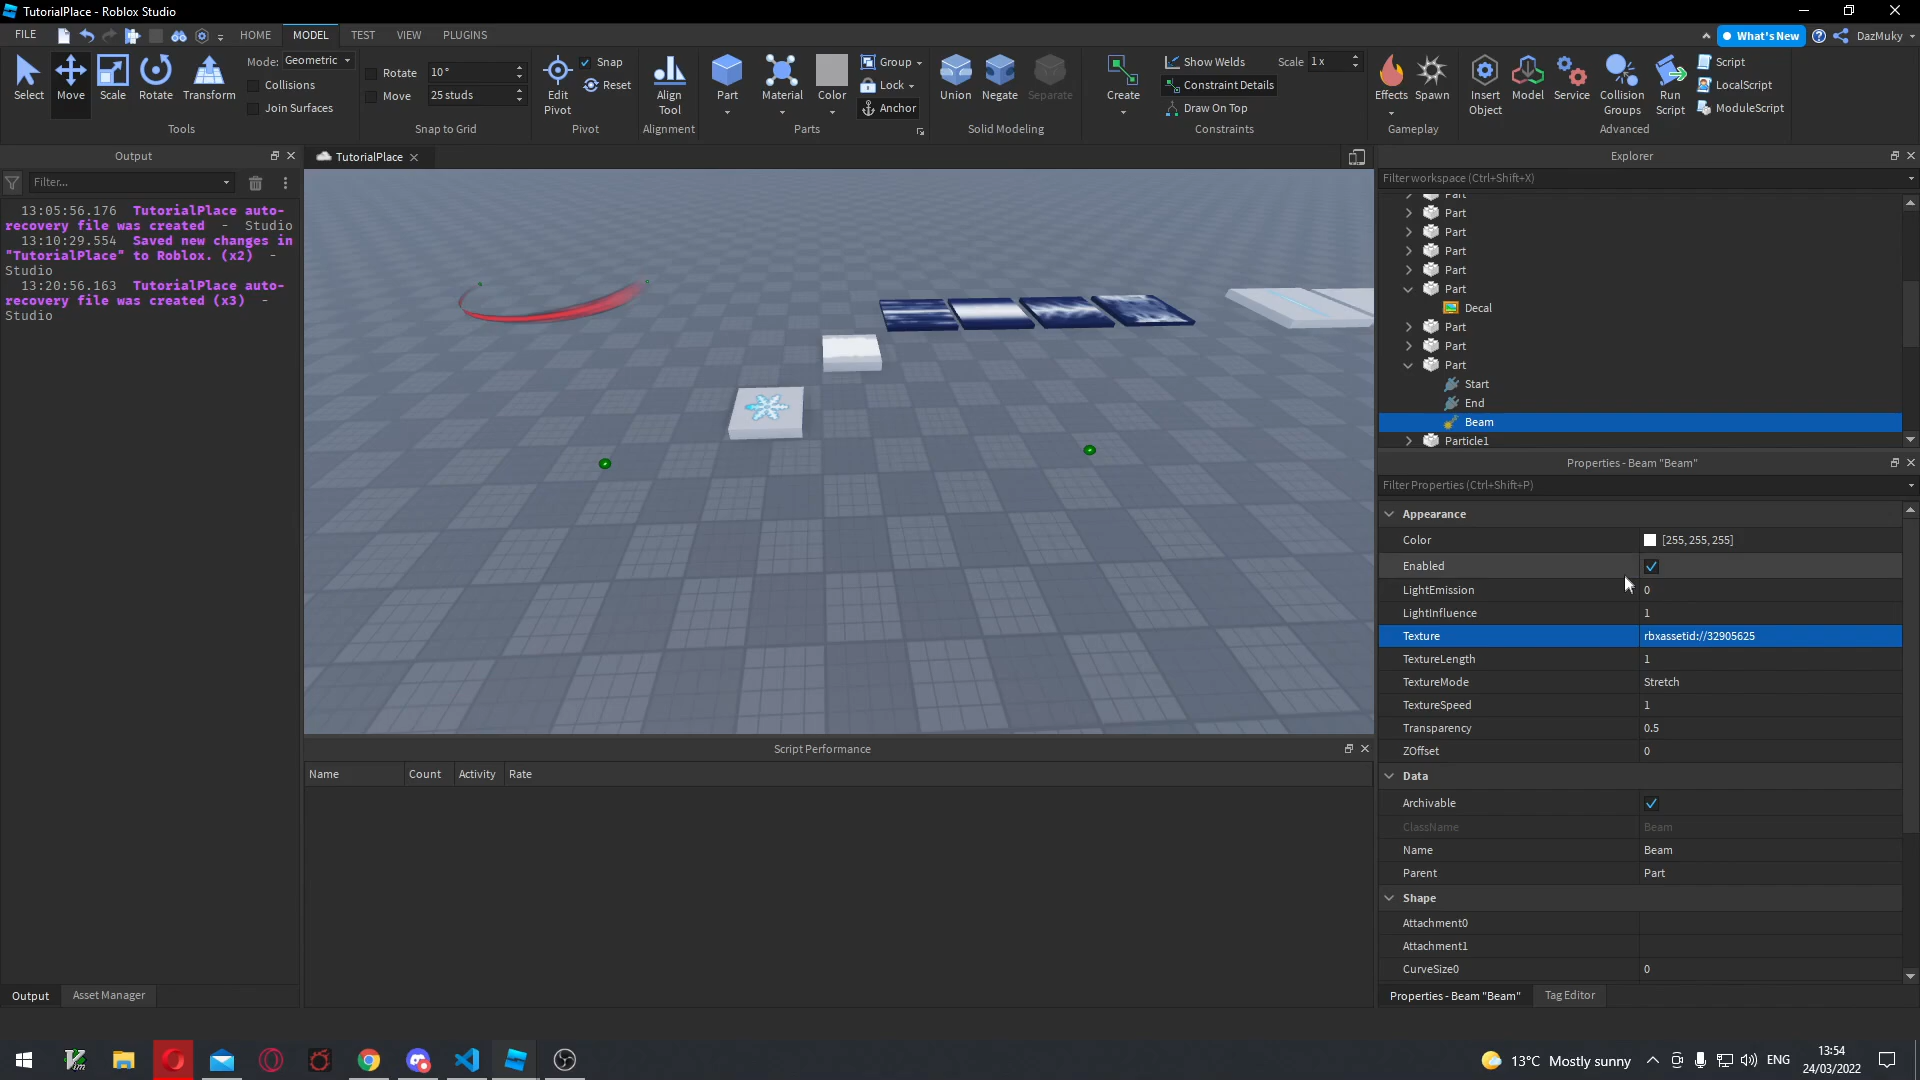 TutorialPlace - Roblox Studio
FILE HOME MODEL TEST VIEW PLUGINS What's New DazMuky
Select Move Scale Rotate Transform
Mode: Geometric
Collisions
Join Surfaces
Tools
Rotate 10°
Move 25 studs
Snap to Grid
Edit Pivot
Snap
Reset
Pivot
Align Tool
Alignment
Part Material Color
Group
Lock
Anchor
Parts
Union Negate Separate
Solid Modeling
Create
Show Welds
Constraint Details
Draw On Top
Scale 1 x
Constraints
Effects Spawn
Gameplay
Insert Object
Model
Service
Collision Groups
Run Script
Script
LocalScript
ModuleScript
Advanced
Output
Filter...
13:05:56.176 TutorialPlace auto-
recovery file was created - Studio
13:10:29.554 Saved new changes in
"TutorialPlace" to Roblox. (x2) -
Studio
13:20:56.163 TutorialPlace auto-
recovery file was created (x3) -
Studio
Output Asset Manager
TutorialPlace
Script Performance
Name Count Activity Rate
Explorer
Filter workspace (Ctrl+Shift+X)
Part
Part
Part
Part
Part
Part
Decal
Part
Part
Part
Start
End
Beam
Particle1
Properties - Beam "Beam"
Filter Properties (Ctrl+Shift+P)
Appearance
Color [255, 255, 255]
Enabled
LightEmission 0
LightInfluence 1
Texture rbxassetid://32905625
TextureLength 1
TextureMode Stretch
TextureSpeed 1
Transparency 0.5
ZOffset 0
Data
Archivable
ClassName Beam
Name Beam
Parent Part
Shape
Attachment0
Attachment1
CurveSize0 0
Properties - Beam "Beam" Tag Editor
13°C Mostly sunny ENG
13:54
24/03/2022